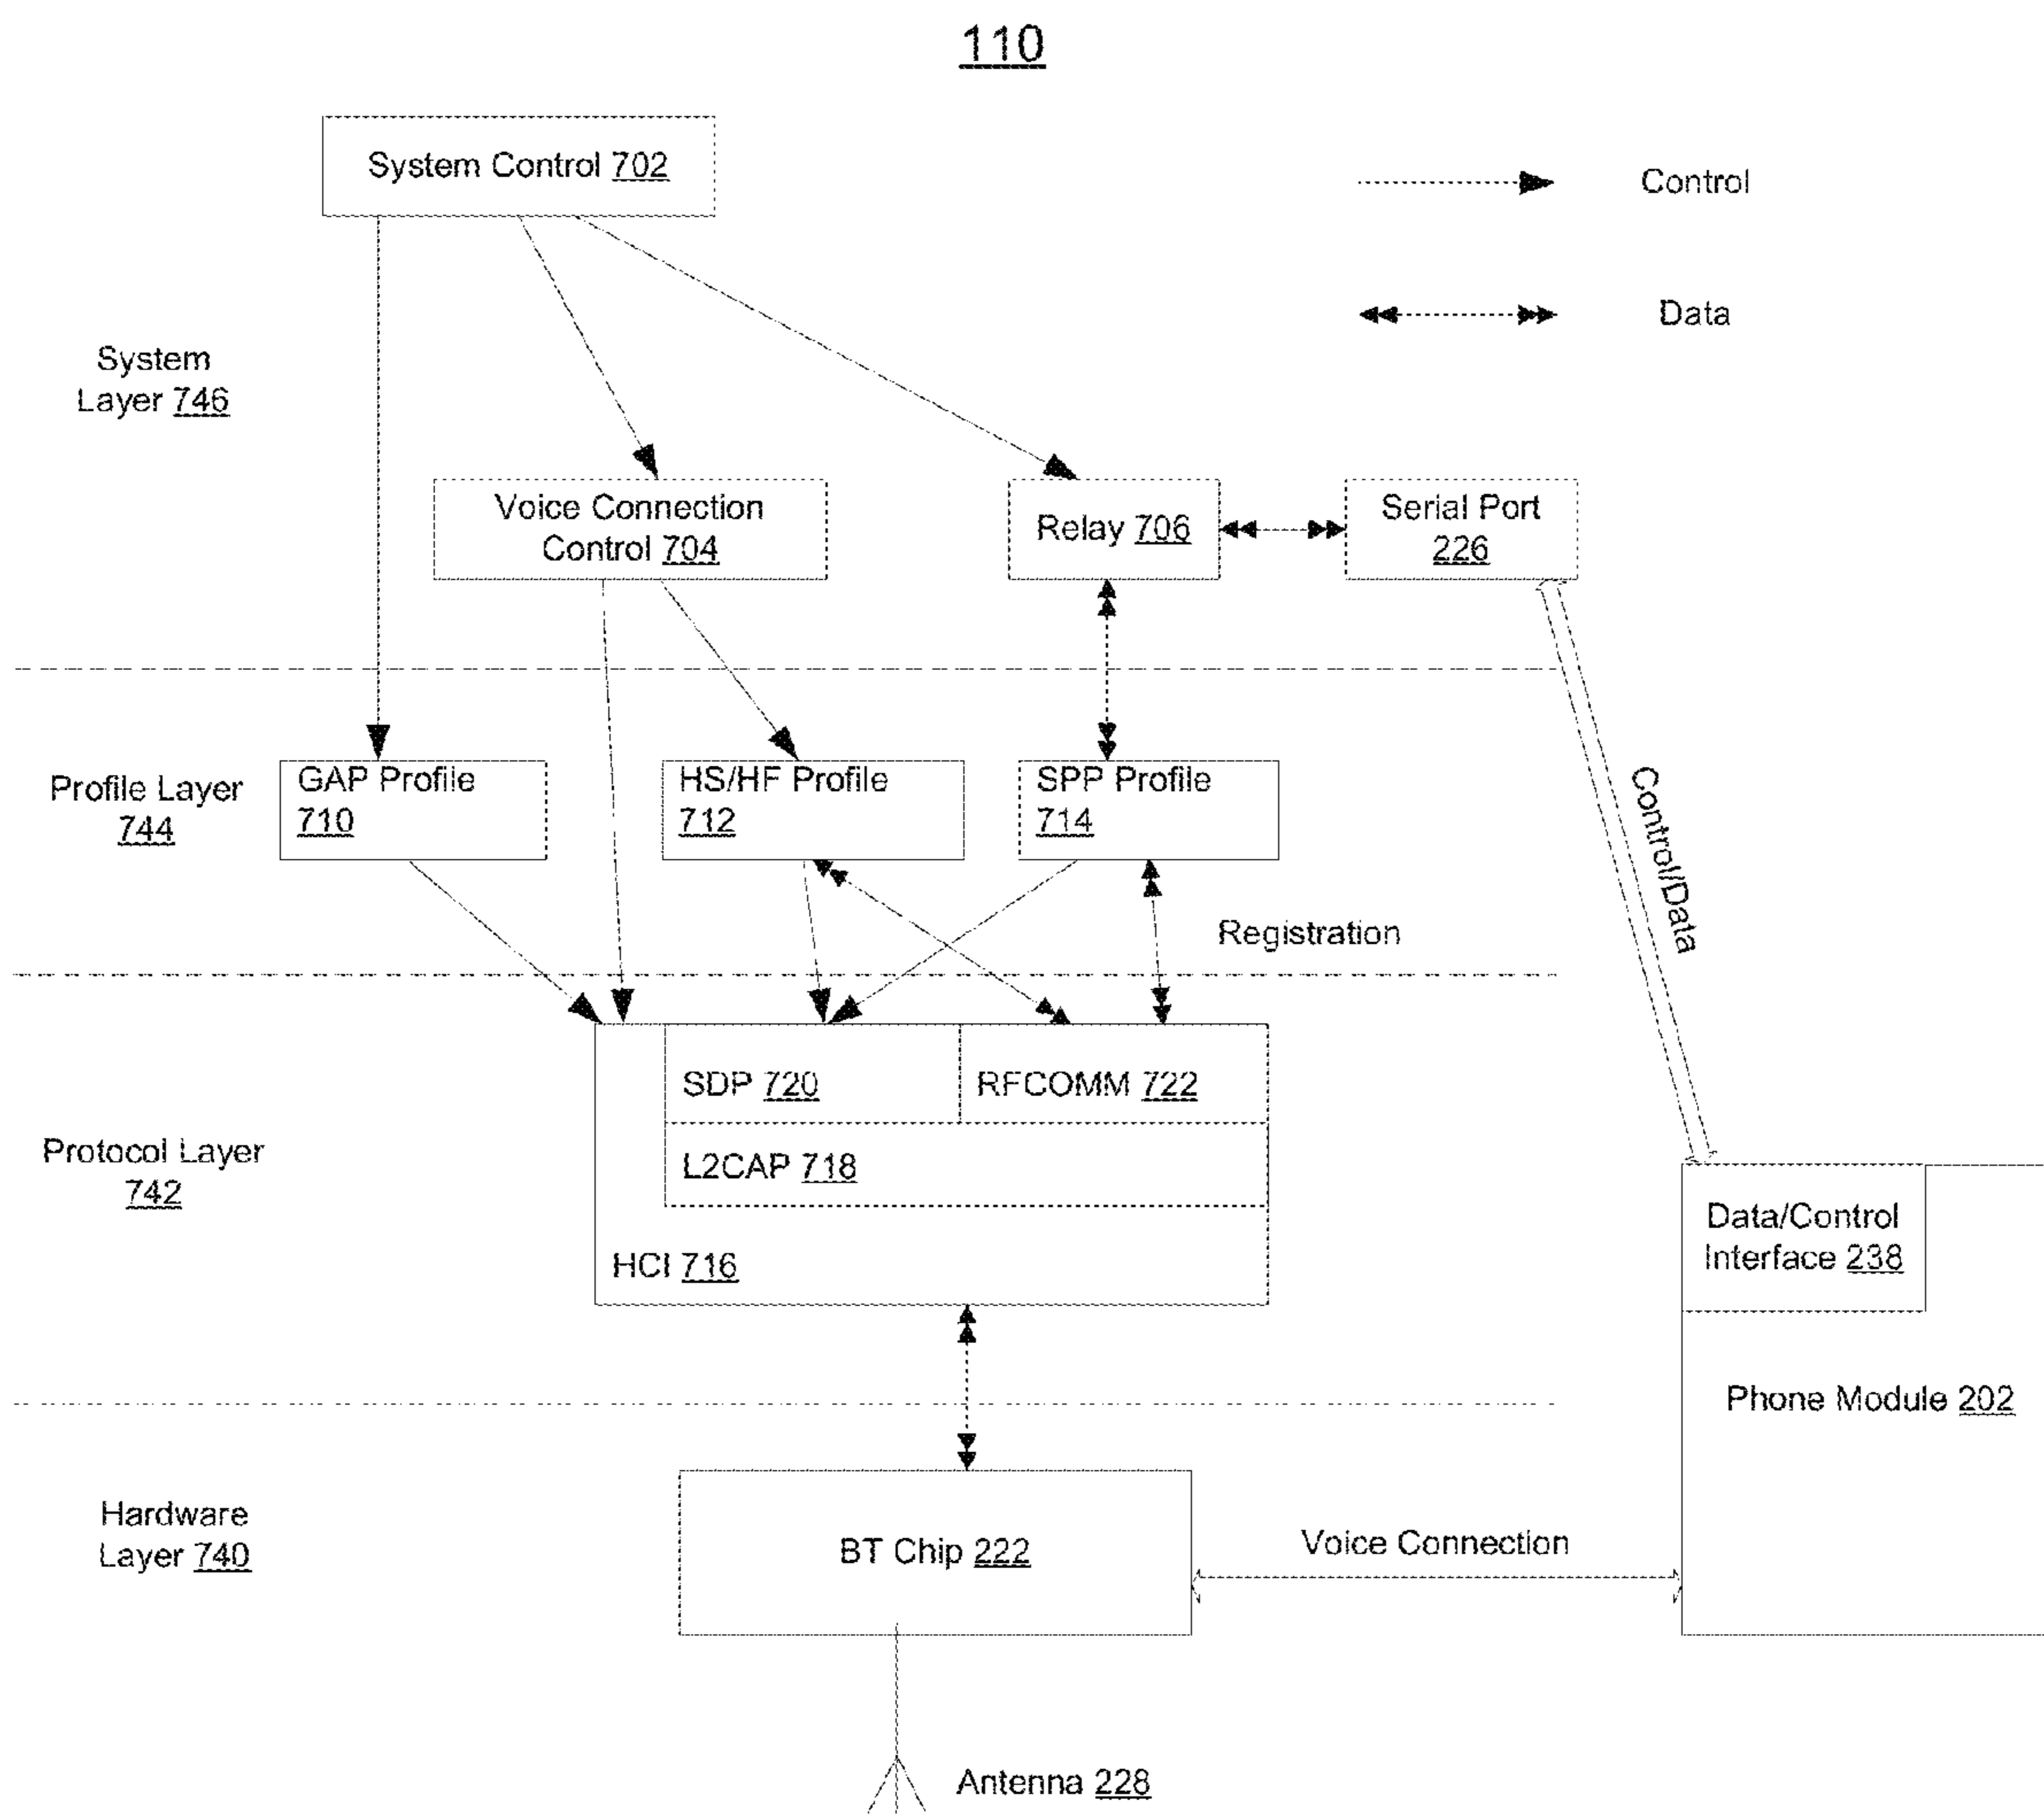 110
System Control 702
Control
Data
System
Layer 746
Voice Connection
Control 704
Relay 706
Serial Port
226
Profile Layer
744
GAP Profile
710
HS/HF Profile
712
SPP Profile
714
Control/Data
Registration
Protocol Layer
742
SDP 720
RFCOMM 722
L2CAP 718
HCI 716
Data/Control
Interface 238
Phone Module 202
Hardware
Layer 740
BT Chip 222
Voice Connection
Antenna 228